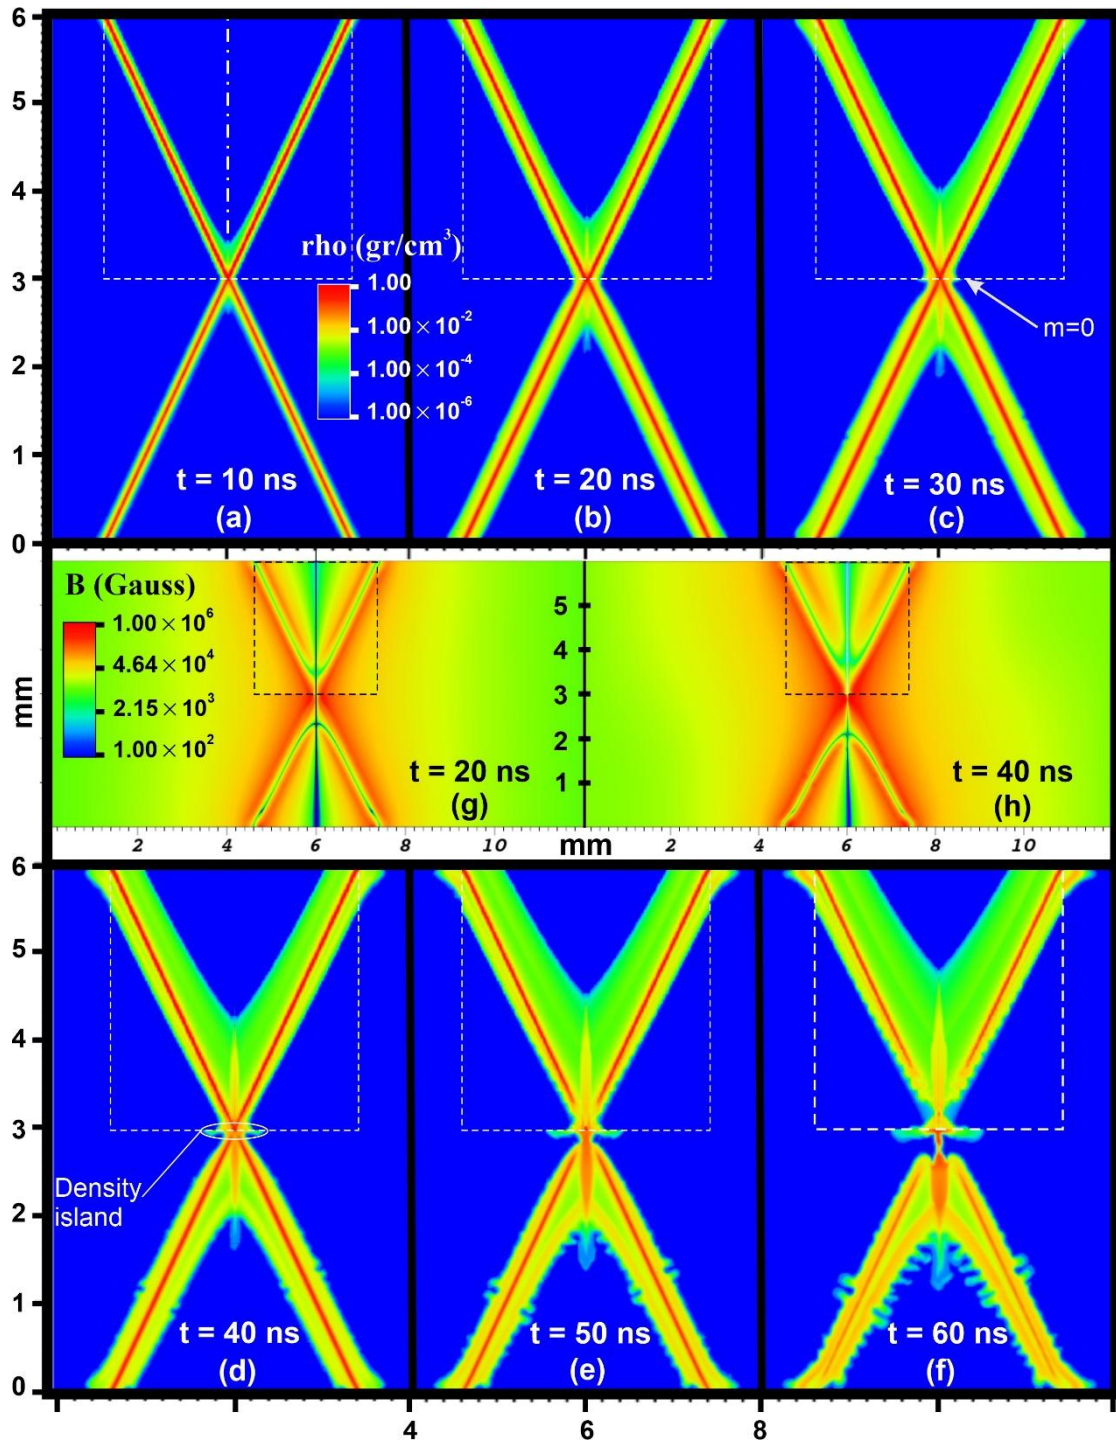 6
5
4
3
2
1
0
rho (gr/cm³)
1.00
1.00×10⁻²
1.00×10⁻⁴
1.00×10⁻⁶
m=0
t = 10 ns
(a)
t = 20 ns
(b)
t = 30 ns
(c)
B (Gauss)
1.00×10⁶
4.64×10⁴
2.15×10³
1.00×10²
mm
5
4
3
2
1
t = 20 ns
(g)
t = 40 ns
(h)
2 4 6 8 10 mm 2 4 6 8 10
6
5
4
3
2
1
0
Density
island
t = 40 ns
(d)
t = 50 ns
(e)
t = 60 ns
(f)
4 6 8